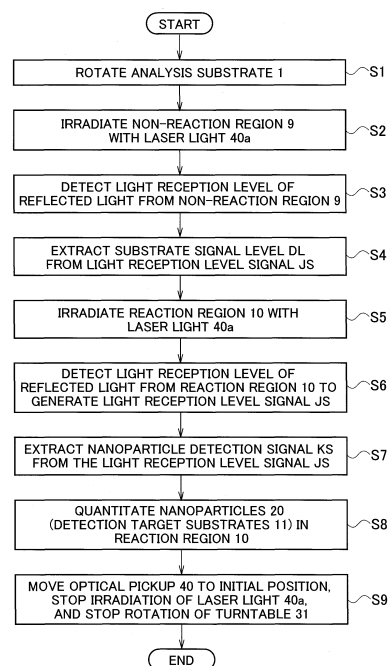 START
ROTATE ANALYSIS SUBSTRATE 1
S1
IRRADIATE NON-REACTION REGION 9
WITH LASER LIGHT 40a
S2
DETECT LIGHT RECEPTION LEVEL OF
REFLECTED LIGHT FROM NON-REACTION REGION 9
S3
EXTRACT SUBSTRATE SIGNAL LEVEL DL
FROM LIGHT RECEPTION LEVEL SIGNAL JS
S4
IRRADIATE REACTION REGION 10 WITH
LASER LIGHT 40a
S5
DETECT LIGHT RECEPTION LEVEL OF
REFLECTED LIGHT FROM REACTION REGION 10 TO
GENERATE LIGHT RECEPTION LEVEL SIGNAL JS
S6
EXTRACT NANOPARTICLE DETECTION SIGNAL KS
FROM THE LIGHT RECEPTION LEVEL SIGNAL JS
S7
QUANTITATE NANOPARTICLES 20
(DETECTION TARGET SUBSTRATES 11) IN
REACTION REGION 10
S8
MOVE OPTICAL PICKUP 40 TO INITIAL POSITION,
STOP IRRADIATION OF LASER LIGHT 40a,
AND STOP ROTATION OF TURNTABLE 31
S9
END